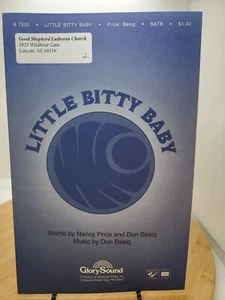 A 7200 • LITTLE BITTY BABY • Price, Besig • SATB • $1.40
Good Shepherd Lutheran Church
3825 Wildbriar Lane
Lincoln, NE 68516
LITTLE BITTY BABY
Words by Nancy Price and Don Besig
Music by Don Besig
GlorySound